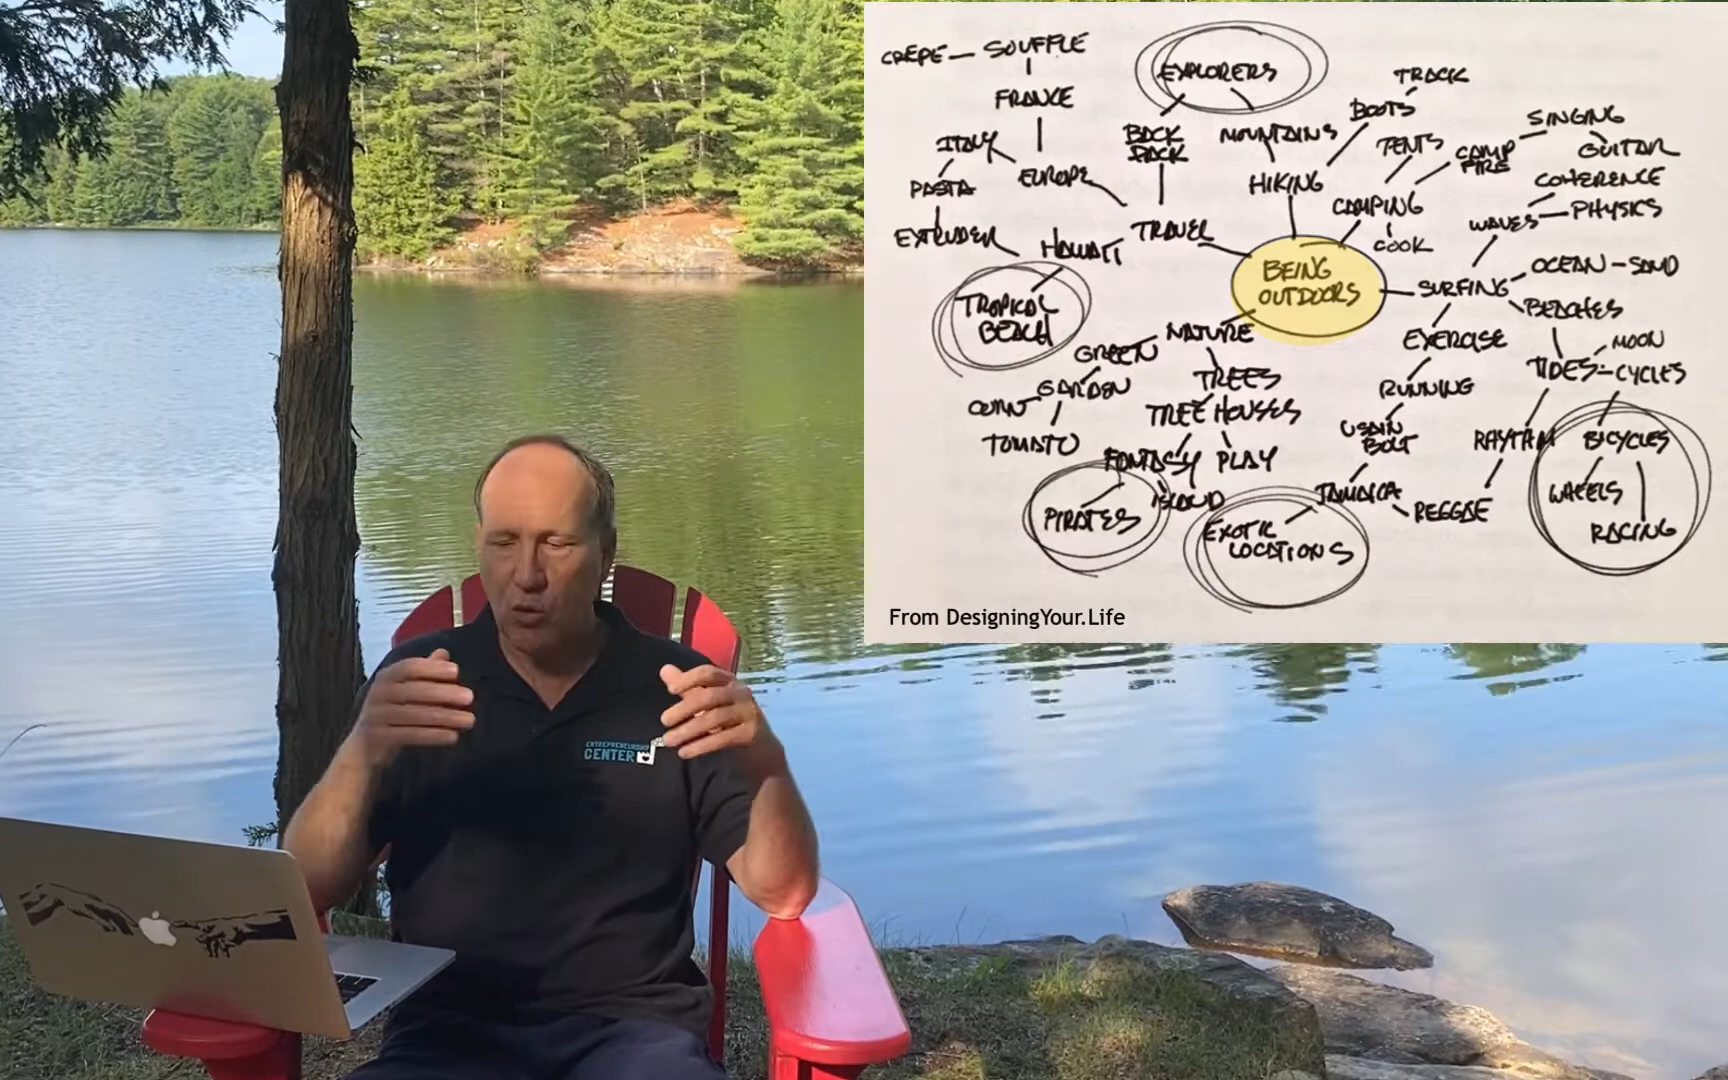 CREPE
SOUFFLE
FRANCE
ITALY
PASTA
EXTRUDER
EUROPE
HAWAII
TROPICAL
BEACH
EXPLORERS
BACK
PACK
MOUNTAINS
HIKING
TRAVEL
TRACK
BOOTS
TENTS
CAMP
FIRE
SINGING
GUITAR
CAMPING
COOK
COHERENCE
WAVES
PHYSICS
BEING
OUTDOORS
SURFING
OCEAN - SAND
BEACHES
EXERCISE
RUNNING
USAIN
BOLT
JAMAICA
REGGAE
RHYTHM
TIDES
MOON
CYCLES
BICYCLES
WHEELS
RACING
NATURE
GREEN
GARDEN
TOMATO
TREES
TREE HOUSES
FANTASY
PLAY
ISLAND
PIRATES
EXOTIC
LOCATIONS
From DesigningYour.Life
ENTREPRENEURSHIP
CENTER